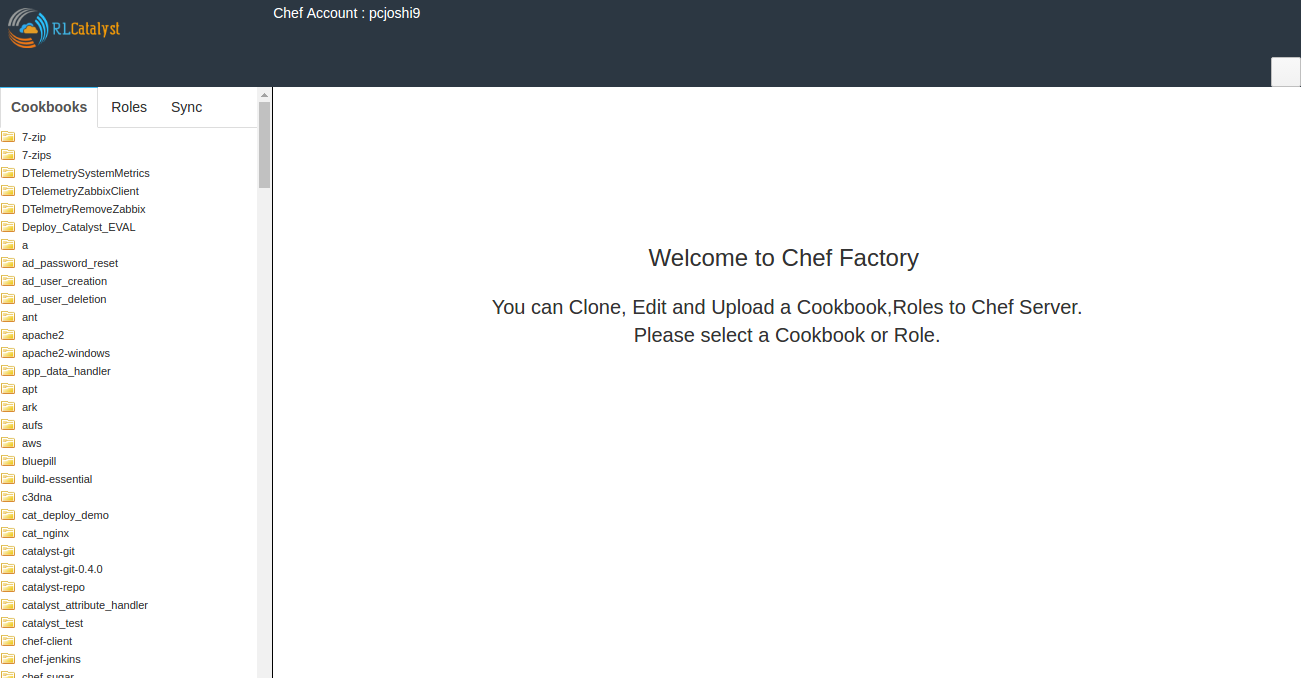 RLCatalyst
Chef Account : pcjoshi9
Cookbooks Roles Sync
7-zip
7-zips
DTelemetrySystemMetrics
DTelemetryZabbixClient
DTelmetryRemoveZabbix
Deploy_Catalyst_EVAL
a
ad_password_reset
ad_user_creation
ad_user_deletion
ant
apache2
apache2-windows
app_data_handler
apt
ark
aufs
aws
bluepill
build-essential
c3dna
cat_deploy_demo
cat_nginx
catalyst-git
catalyst-git-0.4.0
catalyst-repo
catalyst_attribute_handler
catalyst_test
chef-client
chef-jenkins
chef-sugar
Welcome to Chef Factory
You can Clone, Edit and Upload a Cookbook,Roles to Chef Server.
Please select a Cookbook or Role.